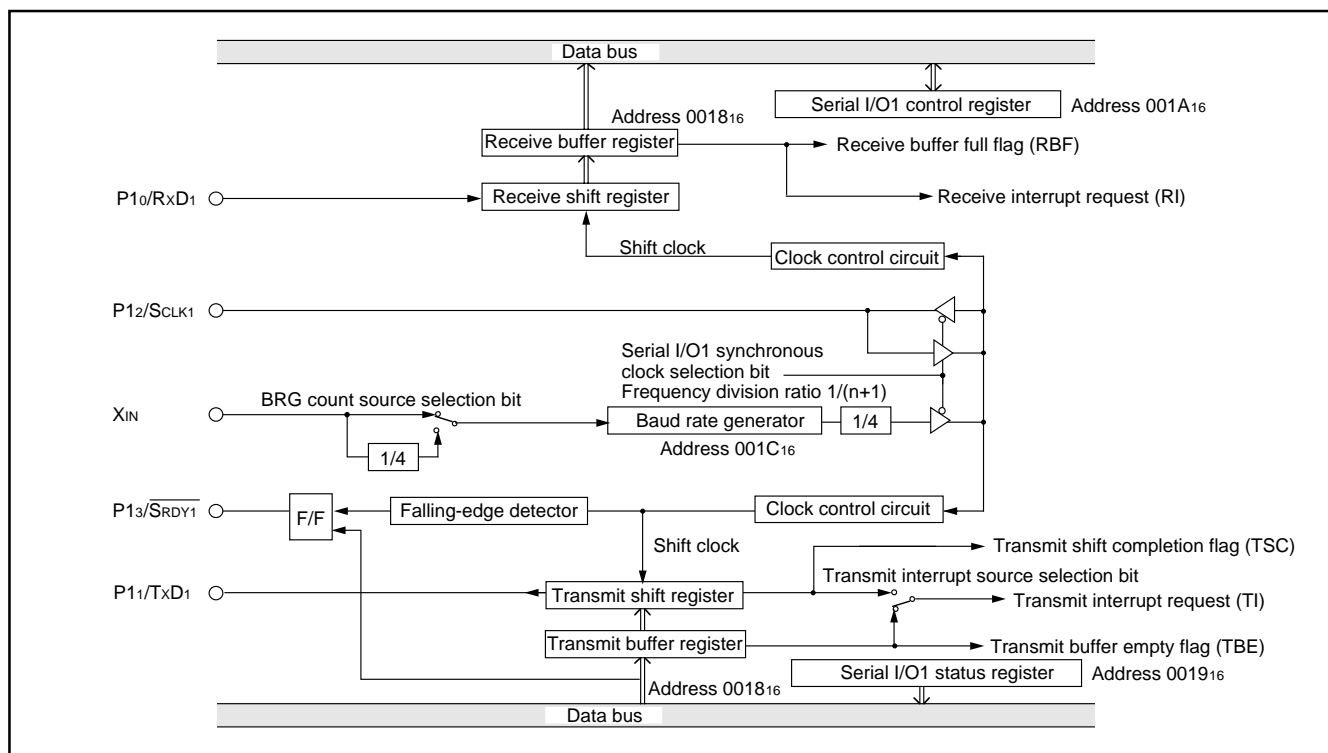 Data bus
Serial I/O1 control register
Address 001A16
Address 001816
Receive buffer register
Receive buffer full flag (RBF)
P10/RXD1
Receive shift register
Receive interrupt request (RI)
Shift clock
Clock control circuit
P12/SCLK1
Serial I/O1 synchronous
clock selection bit
Frequency division ratio 1/(n+1)
BRG count source selection bit
XIN
Baud rate generator
1/4
1/4
Address 001C16
P13/SRDY1
F/F
Falling-edge detector
Clock control circuit
Shift clock
Transmit shift completion flag (TSC)
Transmit interrupt source selection bit
P11/TXD1
Transmit shift register
Transmit interrupt request (TI)
Transmit buffer register
Transmit buffer empty flag (TBE)
Serial I/O1 status register
Address 001916
Address 001816
Data bus